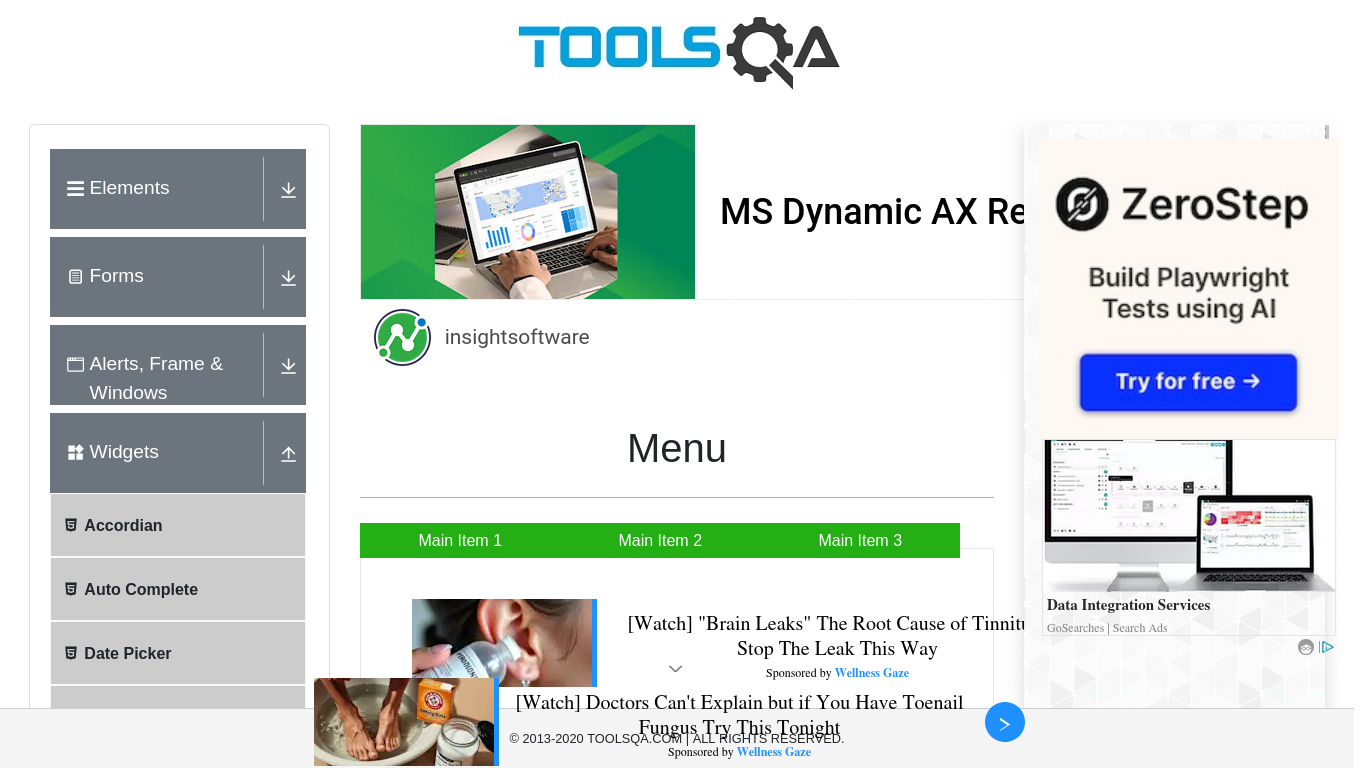 TOOLSQA
Elements
Forms
Alerts, Frame &
Windows
Widgets
Accordian
Auto Complete
Date Picker
MS Dynamic AX Re
insightsoftware
Menu
Main Item 1
Main Item 2
Main Item 3
[Watch] "Brain Leaks" The Root Cause of Tinnitu
Stop The Leak This Way
Sponsored by Wellness Gaze
[Watch] Doctors Can't Explain but if You Have Toenail
Fungus Try This Tonight
Sponsored by Wellness Gaze
© 2013-2020 TOOLSQA.COM | ALL RIGHTS RESERVED.
ZeroStep
Build Playwright
Tests using AI
Try for free →
Data Integration Services
GoSearches | Search Ads